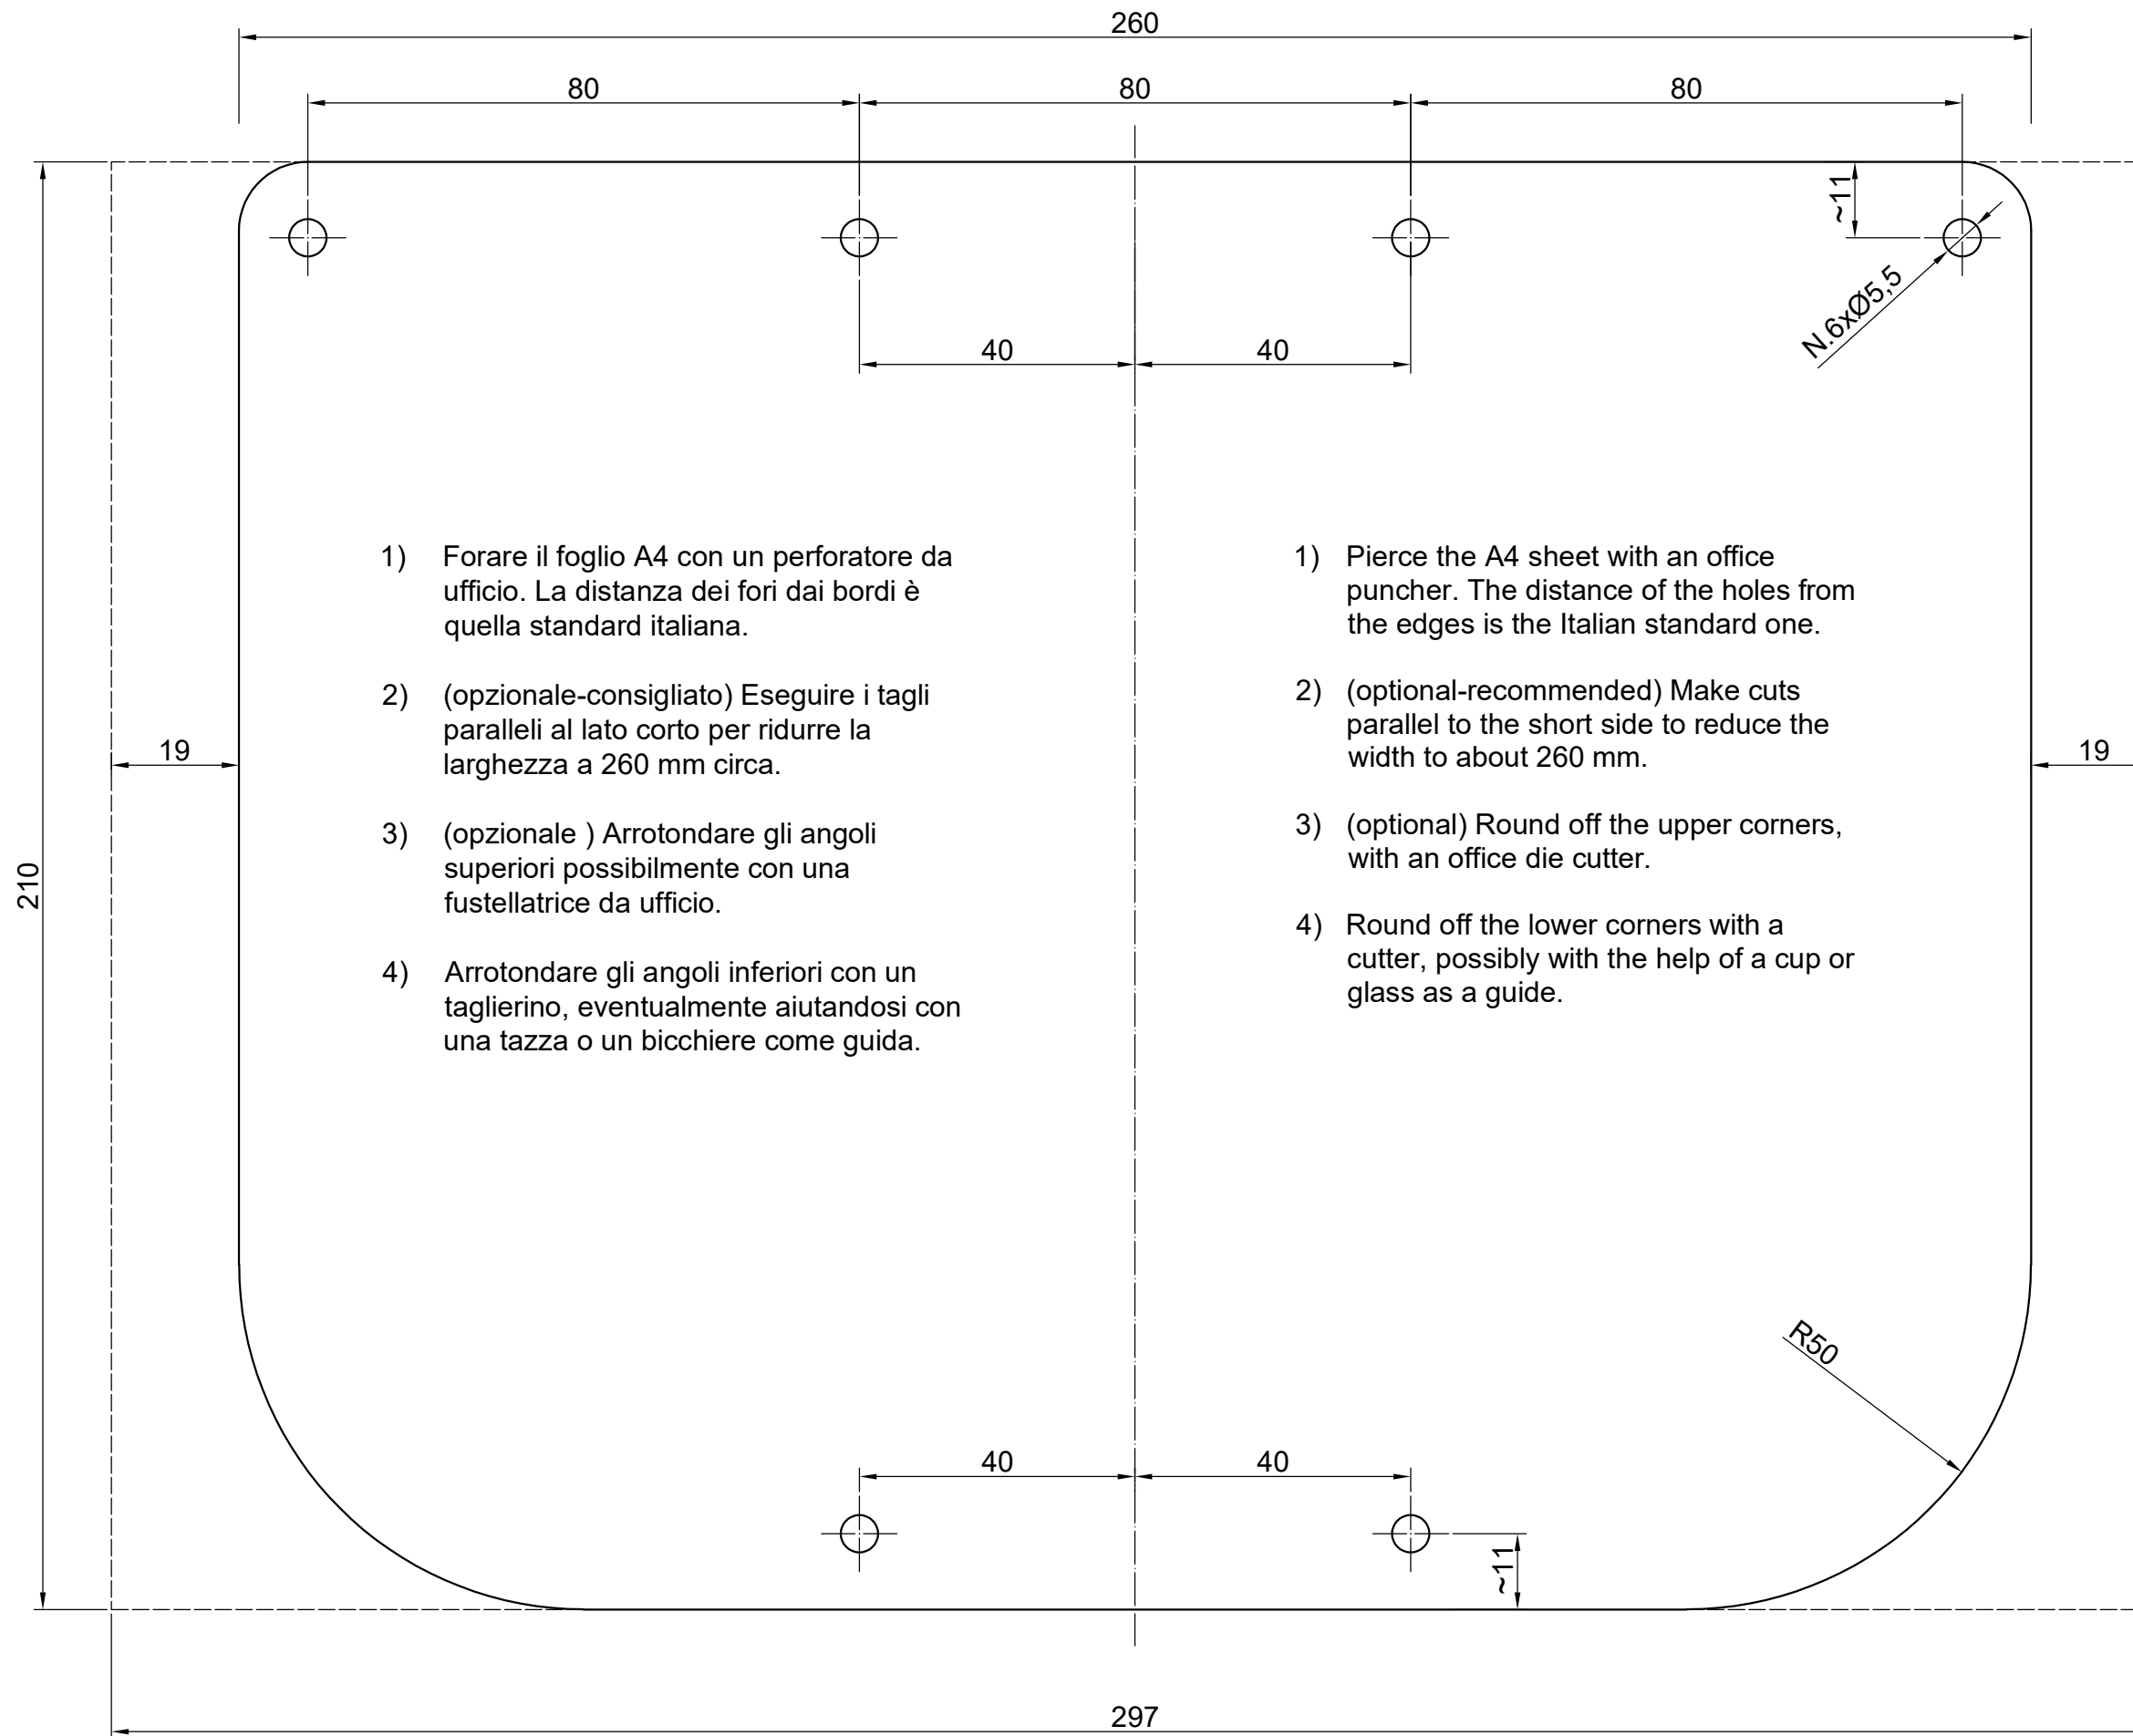 260
80
80
80
~11
N.6xØ5,5
40
40
1) Forare il foglio A4 con un perforatore da
ufficio. La distanza dei fori dai bordi è
quella standard italiana.
2) (opzionale-consigliato) Eseguire i tagli
paralleli al lato corto per ridurre la
larghezza a 260 mm circa.
3) (opzionale ) Arrotondare gli angoli
superiori possibilmente con una
fustellatrice da ufficio.
4) Arrotondare gli angoli inferiori con un
taglierino, eventualmente aiutandosi con
una tazza o un bicchiere come guida.
1) Pierce the A4 sheet with an office
puncher. The distance of the holes from
the edges is the Italian standard one.
2) (optional-recommended) Make cuts
parallel to the short side to reduce the
width to about 260 mm.
3) (optional) Round off the upper corners,
with an office die cutter.
4) Round off the lower corners with a
cutter, possibly with the help of a cup or
glass as a guide.
19
19
210
R50
40
40
~11
297